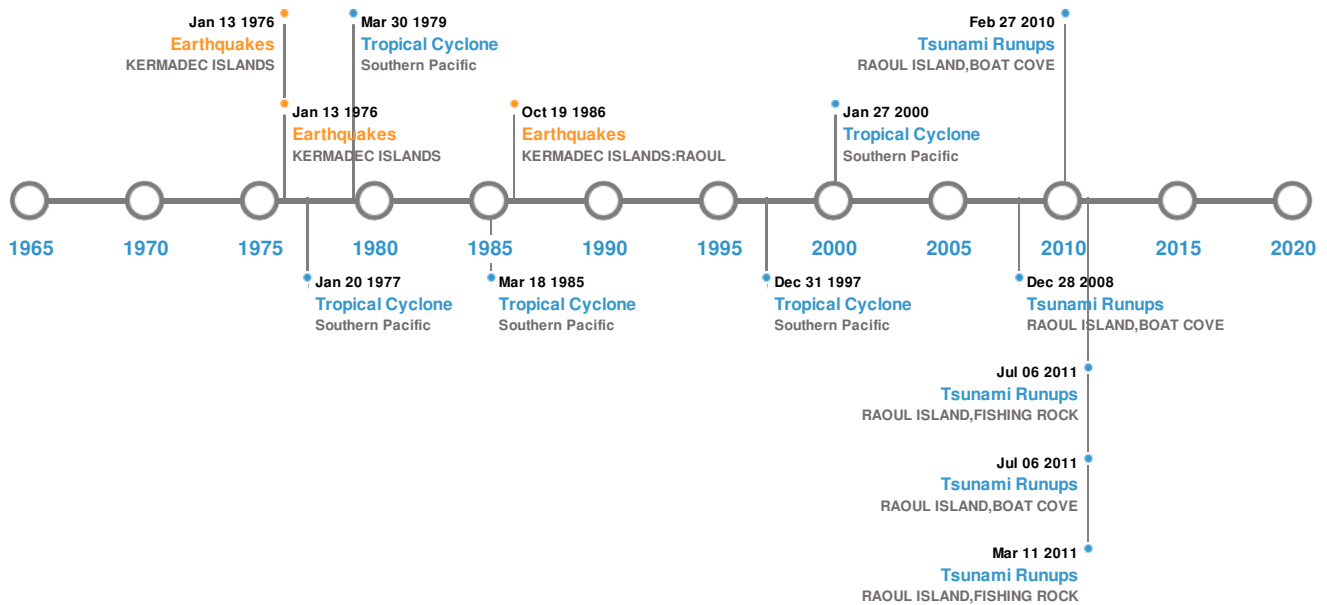 Jan 13 1976
Earthquakes
KERMADEC ISLANDS
Mar 30 1979
Tropical Cyclone
Southern Pacific
Feb 27 2010
Tsunami Runups
RAOUL ISLAND,BOAT COVE
Jan 13 1976
Earthquakes
KERMADEC ISLANDS
Oct 19 1986
Earthquakes
KERMADEC ISLANDS:RAOUL
Jan 27 2000
Tropical Cyclone
Southern Pacific
1965 1970 1975 1980 1985 1990 1995 2000 2005 2010 2015 2020
Jan 20 1977
Tropical Cyclone
Southern Pacific
Mar 18 1985
Tropical Cyclone
Southern Pacific
Dec 31 1997
Tropical Cyclone
Southern Pacific
Dec 28 2008
Tsunami Runups
RAOUL ISLAND,BOAT COVE
Jul 06 2011
Tsunami Runups
RAOUL ISLAND,FISHING ROCK
Jul 06 2011
Tsunami Runups
RAOUL ISLAND,BOAT COVE
Mar 11 2011
Tsunami Runups
RAOUL ISLAND,FISHING ROCK